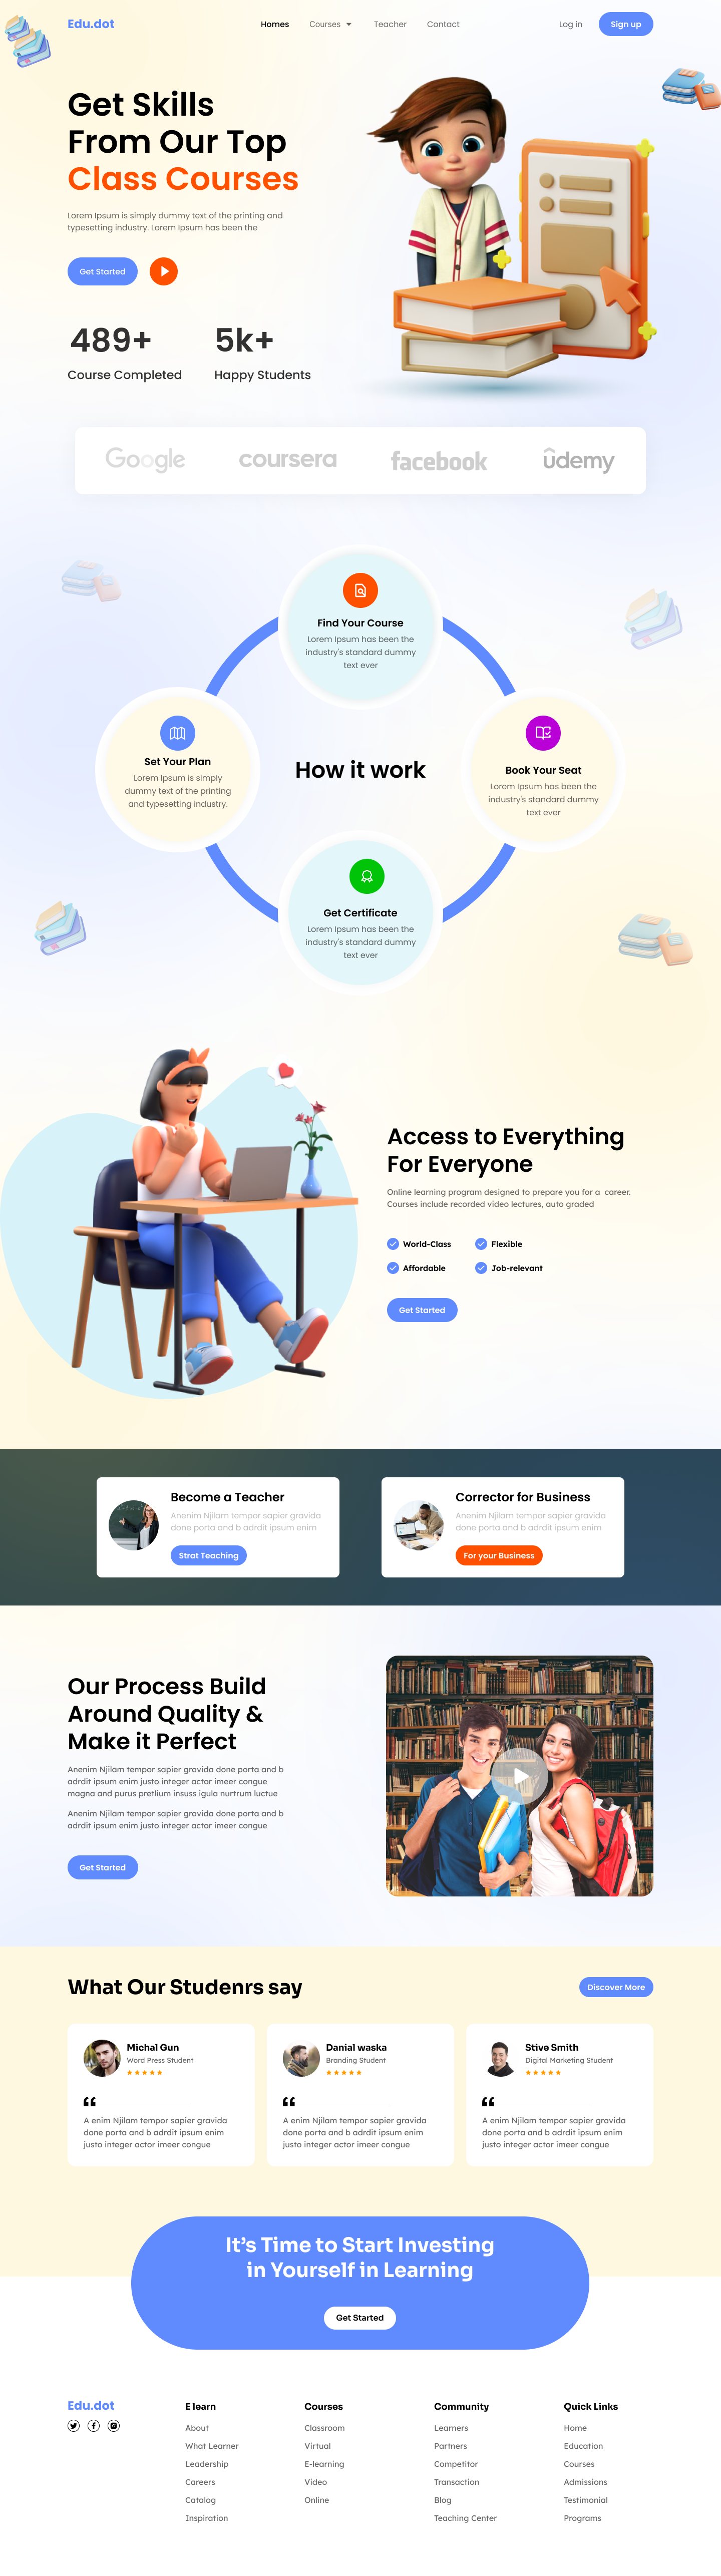 Edu.dot
Homes
Courses
Teacher
Contact
Log in
Sign up
Get Skills
From Our Top
Class Courses
Lorem Ipsum is simply dummy text of the printing and
typesetting industry. Lorem Ipsum has been the
Get Started
489+
5k+
Course Completed
Happy Students
Google
coursera
facebook
ûdemy
Find Your Course
Lorem Ipsum has been the
industry's standard dummy
text ever
Set Your Plan
Lorem Ipsum is simply
dummy text of the printing
and typesetting industry.
How it work
Book Your Seat
Lorem Ipsum has been the
industry's standard dummy
text ever
Get Certificate
Lorem Ipsum has been the
industry's standard dummy
text ever
Access to Everything
For Everyone
Online learning program designed to prepare you for a career.
Courses include recorded video lectures, auto graded
World-Class
Flexible
Affordable
Job-relevant
Get Started
Become a Teacher
Anenim Njilam tempor sapier gravida
done porta and b adrdit ipsum enim
Strat Teaching
Corrector for Business
Anenim Njilam tempor sapier gravida
done porta and b adrdit ipsum enim
For your Business
Our Process Build
Around Quality &
Make it Perfect
Anenim Njilam tempor sapier gravida done porta and b
adrdit ipsum enim justo integer actor imeer congue
magna and purus pretlium insuss igula nurtrum luctue
Anenim Njilam tempor sapier gravida done porta and b
adrdit ipsum enim justo integer actor imeer congue
Get Started
What Our Studenrs say
Discover More
Michal Gun
Word Press Student
A enim Njilam tempor sapier gravida
done porta and b adrdit ipsum enim
justo integer actor imeer congue
Danial waska
Branding Student
A enim Njilam tempor sapier gravida
done porta and b adrdit ipsum enim
justo integer actor imeer congue
Stive Smith
Digital Marketing Student
A enim Njilam tempor sapier gravida
done porta and b adrdit ipsum enim
justo integer actor imeer congue
It's Time to Start Investing
in Yourself in Learning
Get Started
Edu.dot
E learn
About
What Learner
Leadership
Careers
Catalog
Inspiration
Courses
Classroom
Virtual
E-learning
Video
Online
Community
Learners
Partners
Competitor
Transaction
Blog
Teaching Center
Quick Links
Home
Education
Courses
Admissions
Testimonial
Programs